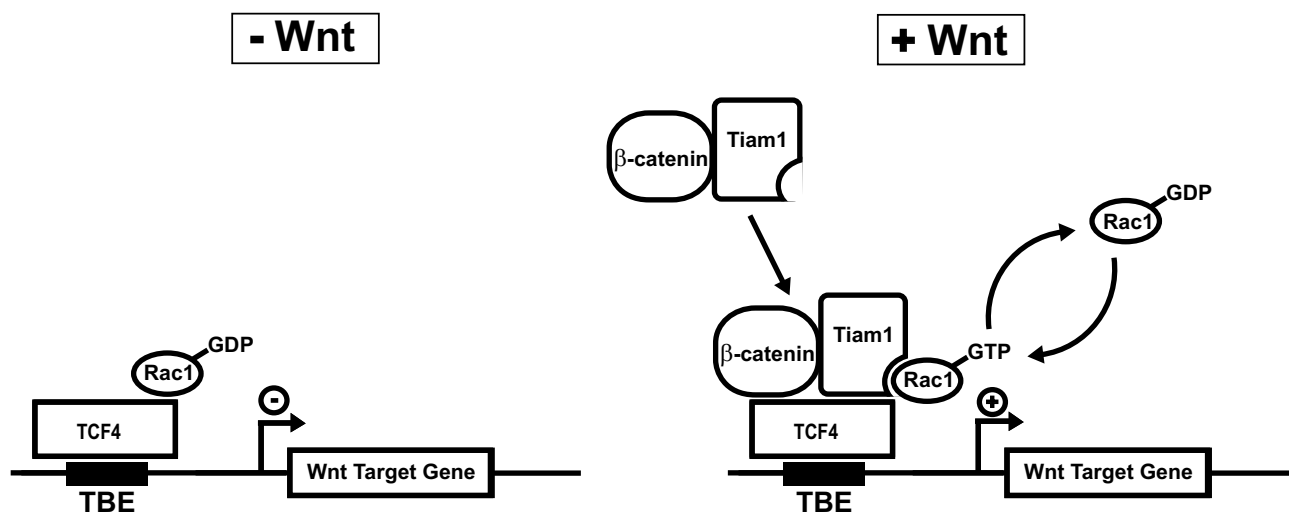 - Wnt
GDP
Rac1
-
TCF4
Wnt Target Gene
TBE
+ Wnt
β-catenin
Tiam1
GDP
Rac1
β-catenin
Tiam1
GTP
Rac1
+
TCF4
Wnt Target Gene
TBE